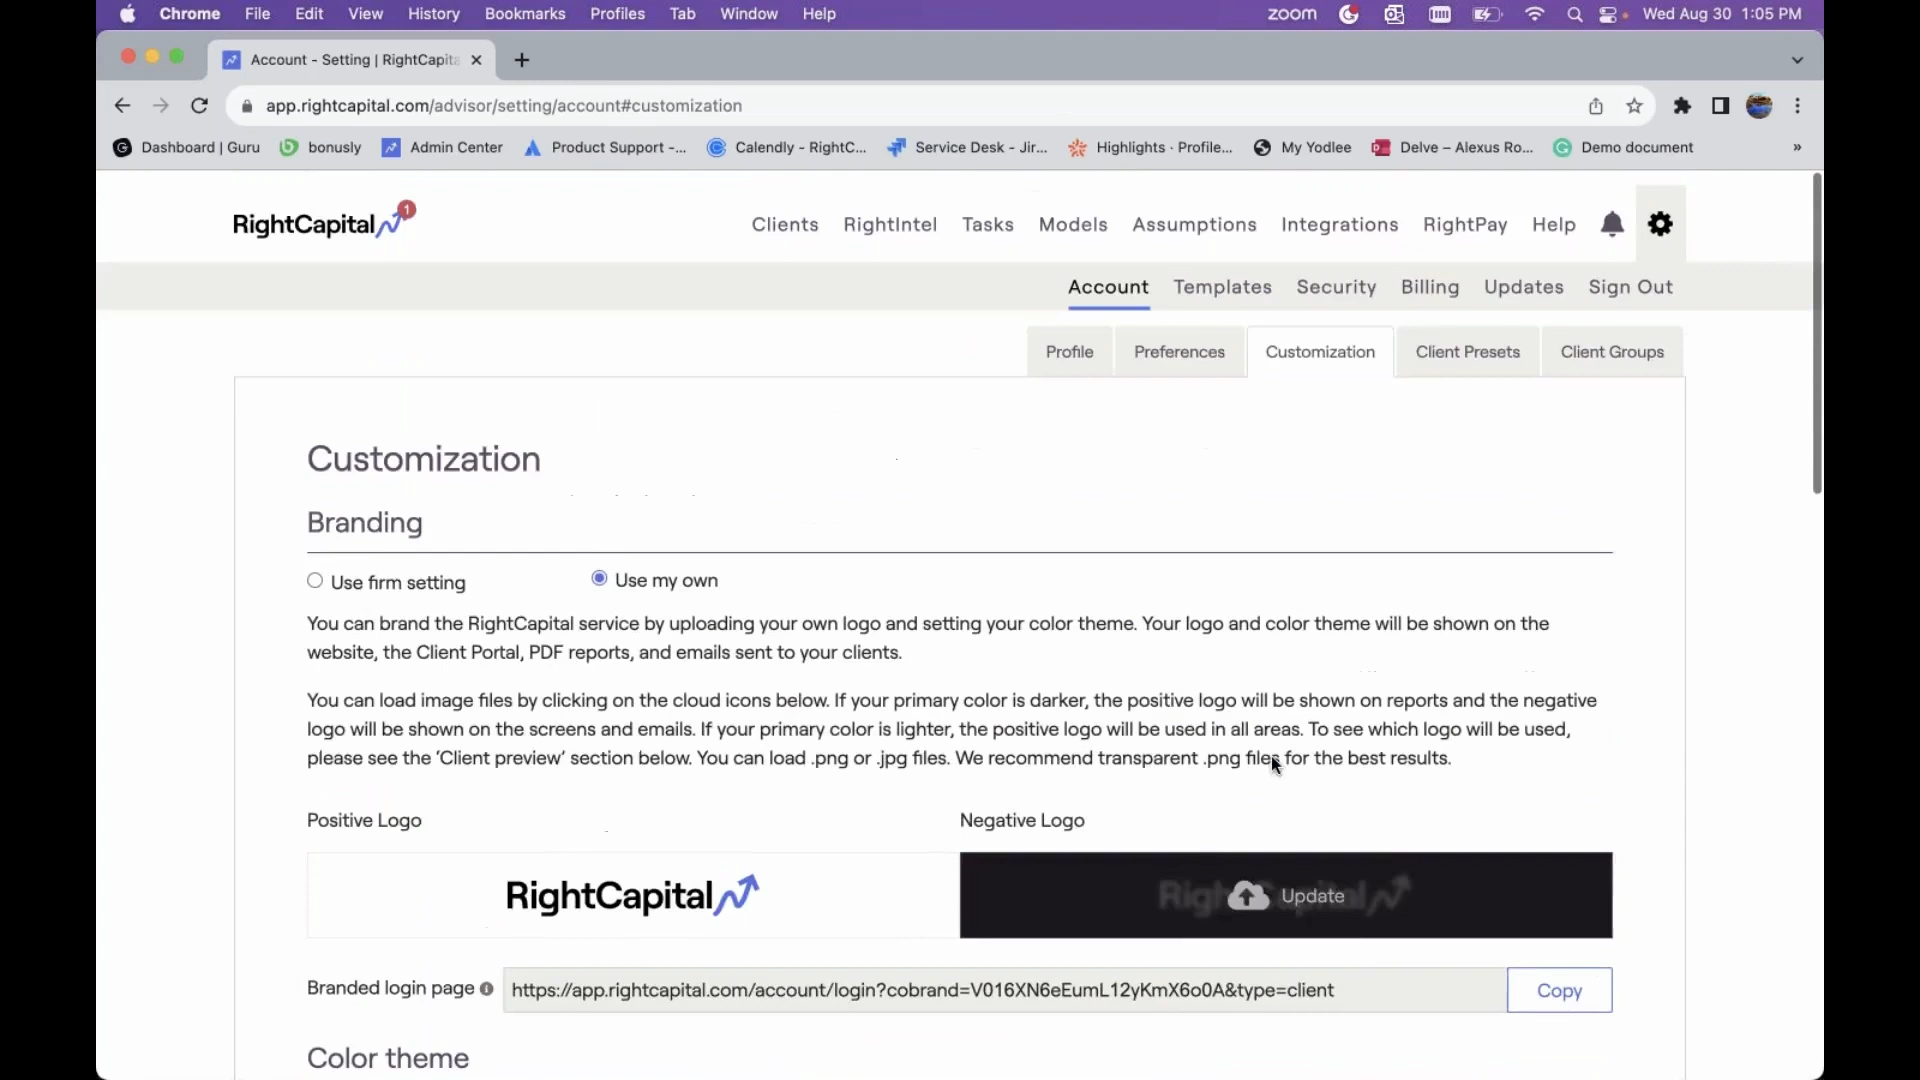 Chrome File Edit View History Bookmarks Profiles Tab Window Help zoom Wed Aug 30 1:05 PM
Account - Setting | RightCapita
app.rightcapital.com/advisor/setting/account#customization
Dashboard | Guru bonusly Admin Center Product Support -... Calendly - RightC... Service Desk - Jir... Highlights · Profile... My Yodlee Delve – Alexus Ro... Demo document »
RightCapital 1 Clients RightIntel Tasks Models Assumptions Integrations RightPay Help
Account Templates Security Billing Updates Sign Out
Profile Preferences Customization Client Presets Client Groups
Customization
Branding
Use firm setting Use my own
You can brand the RightCapital service by uploading your own logo and setting your color theme. Your logo and color theme will be shown on the
website, the Client Portal, PDF reports, and emails sent to your clients.
You can load image files by clicking on the cloud icons below. If your primary color is darker, the positive logo will be shown on reports and the negative
logo will be shown on the screens and emails. If your primary color is lighter, the positive logo will be used in all areas. To see which logo will be used,
please see the ‘Client preview’ section below. You can load .png or .jpg files. We recommend transparent .png files for the best results.
Positive Logo Negative Logo
RightCapital RightCapital Update
Branded login page https://app.rightcapital.com/account/login?cobrand=V016XN6eEumL12yKmX6o0A&type=client Copy
Color theme